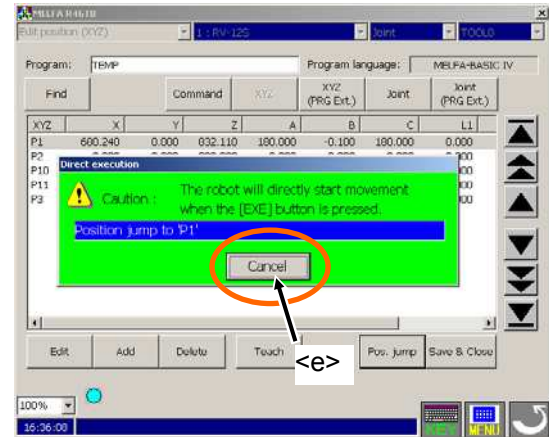 MELFA R46TB
Edit position (XYZ) 1 : RV-12S Joint TOOL0
Program: TEMP Program language: MELFA-BASIC IV
Find Command XYZ XYZ (PRG Ext.) Joint Joint (PRG Ext.)
XYZ X Y Z A B C L1
P1 600.240 0.000 832.110 180.000 -0.100 180.000 0.000
P2
P10
P11
P3
Direct execution
Caution : The robot will directly start movement
when the [EXE] button is pressed.
Position jump to 'P1'
Cancel
<e>
Edit Add Delete Teach Pos. jump Save & Close
100%
16:36:00 KEY MENU